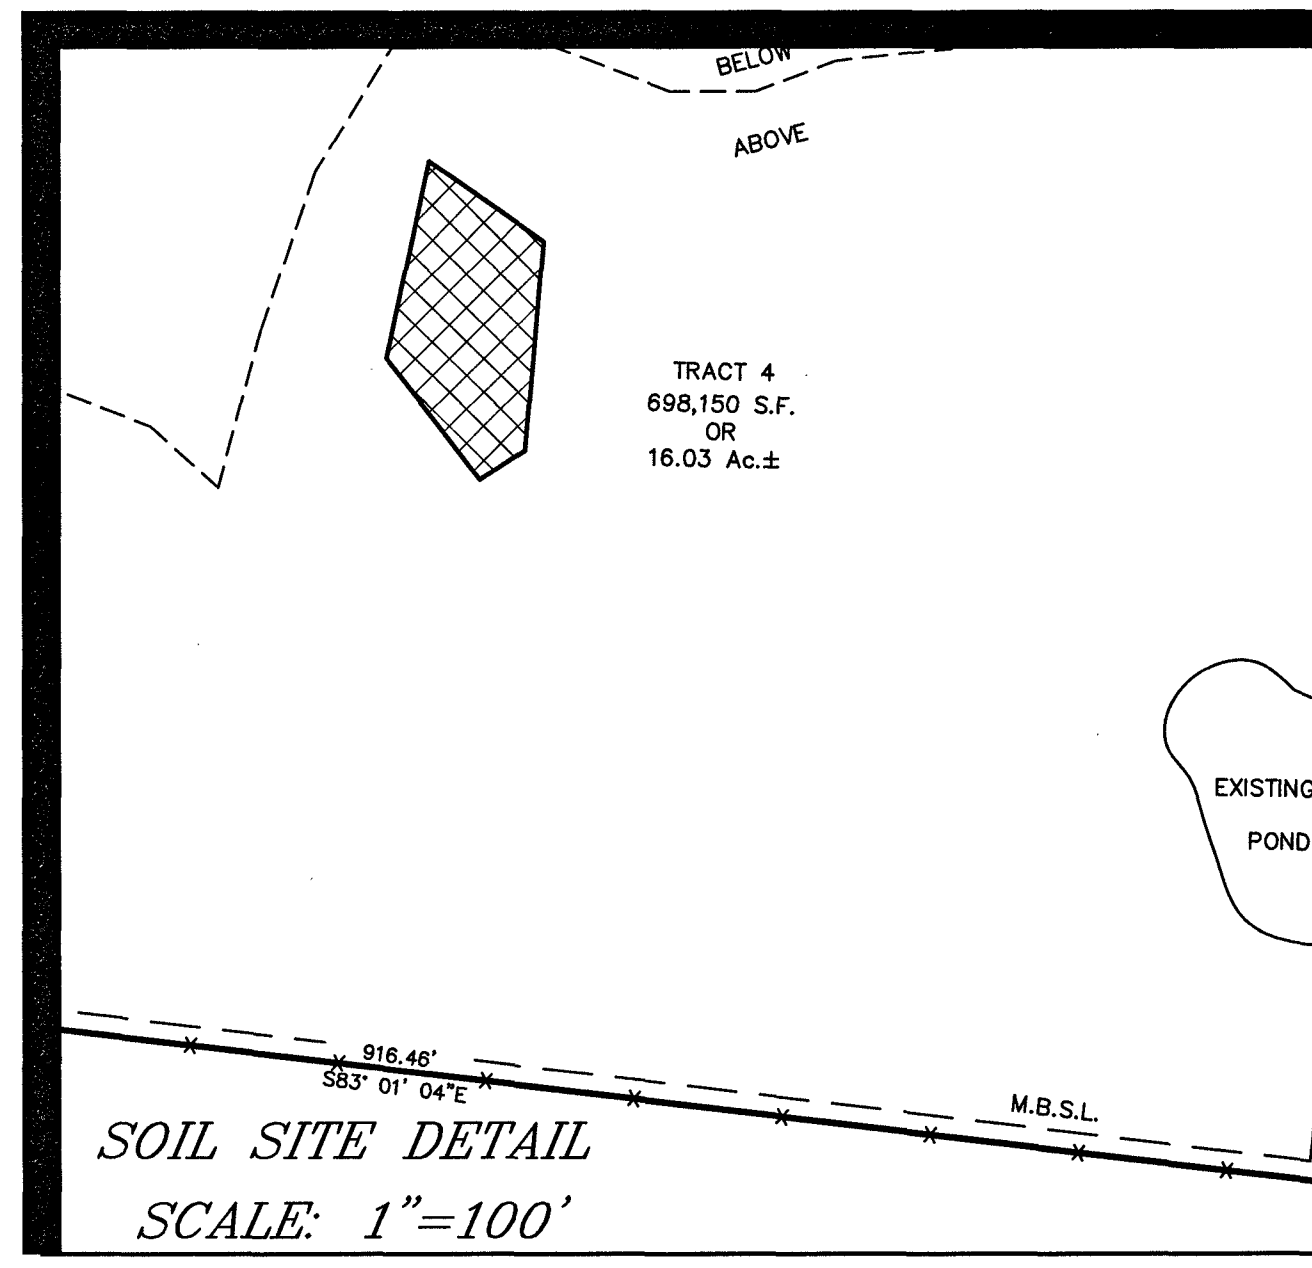 BELOW
ABOVE
TRACT 4
698,150 S.F.
OR
16.03 Ac.±
EXISTING
POND
916.46'
S83° 01' 04"E
M.B.S.L.
SOIL SITE DETAIL
SCALE: 1"=100'